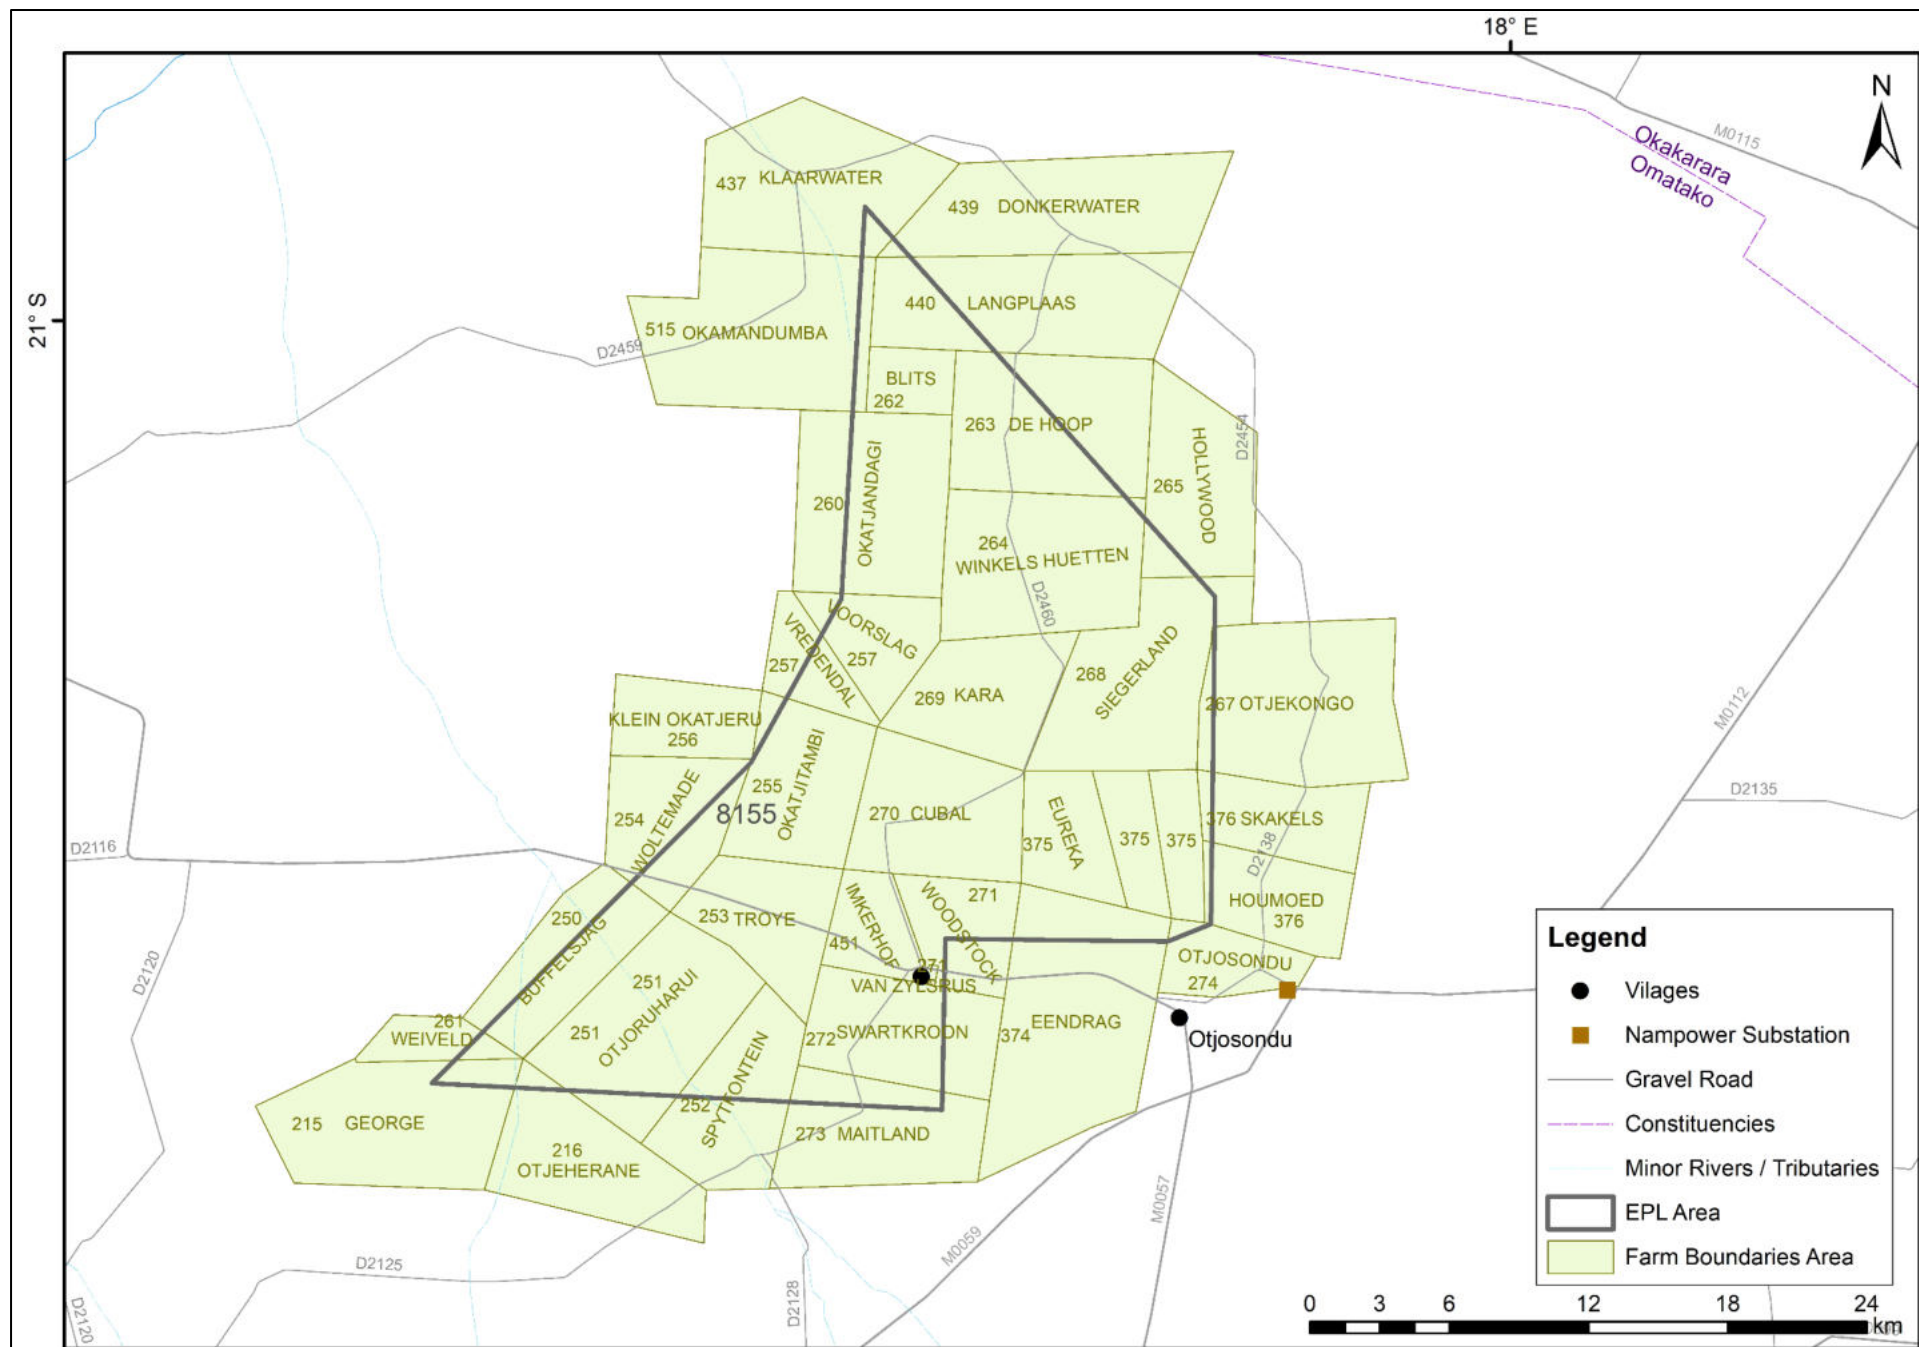 18° E
N
M0115
Okakarara
Omatako
437 KLAARWATER
439 DONKERWATER
21° S
440 LANGPLAAS
515 OKAMANDUMBA
D2459
BLITS
262
263 DE HOOP
D2454
HOLLYWOOD
265
260
OKATJANDAGI
264
WINKELS HUETTEN
D2460
VOORSLAG
257
VREDENDAL
257
269 KARA
268
SIEGERLAND
267 OTJEKONGO
M0112
KLEIN OKATJERU
256
255
OKATJITAMBI
8155
254
WOLTEMADE
270 CUBAL
EUREKA
375
375
375
376 SKAKELS
D2138
D2135
D2116
HOUMOED
376
250
BUFFELSJAG
253 TROYE
IMKERHOF
451
WOODSTOCK
271
271
VAN ZYLSRUS
OTJOSONDU
274
D2120
251
251
OTJORUHARUI
261
WEIVELD
272 SWARTKROON
374
EENDRAG
Otjosondu
252
SPYTFONTEIN
215 GEORGE
273 MAITLAND
216
OTJEHERANE
D2125
D2128
D2120
M0059
M0057
Legend
Vilages
Nampower Substation
Gravel Road
Constituencies
Minor Rivers / Tributaries
EPL Area
Farm Boundaries Area
0 3 6 12 18 24
km